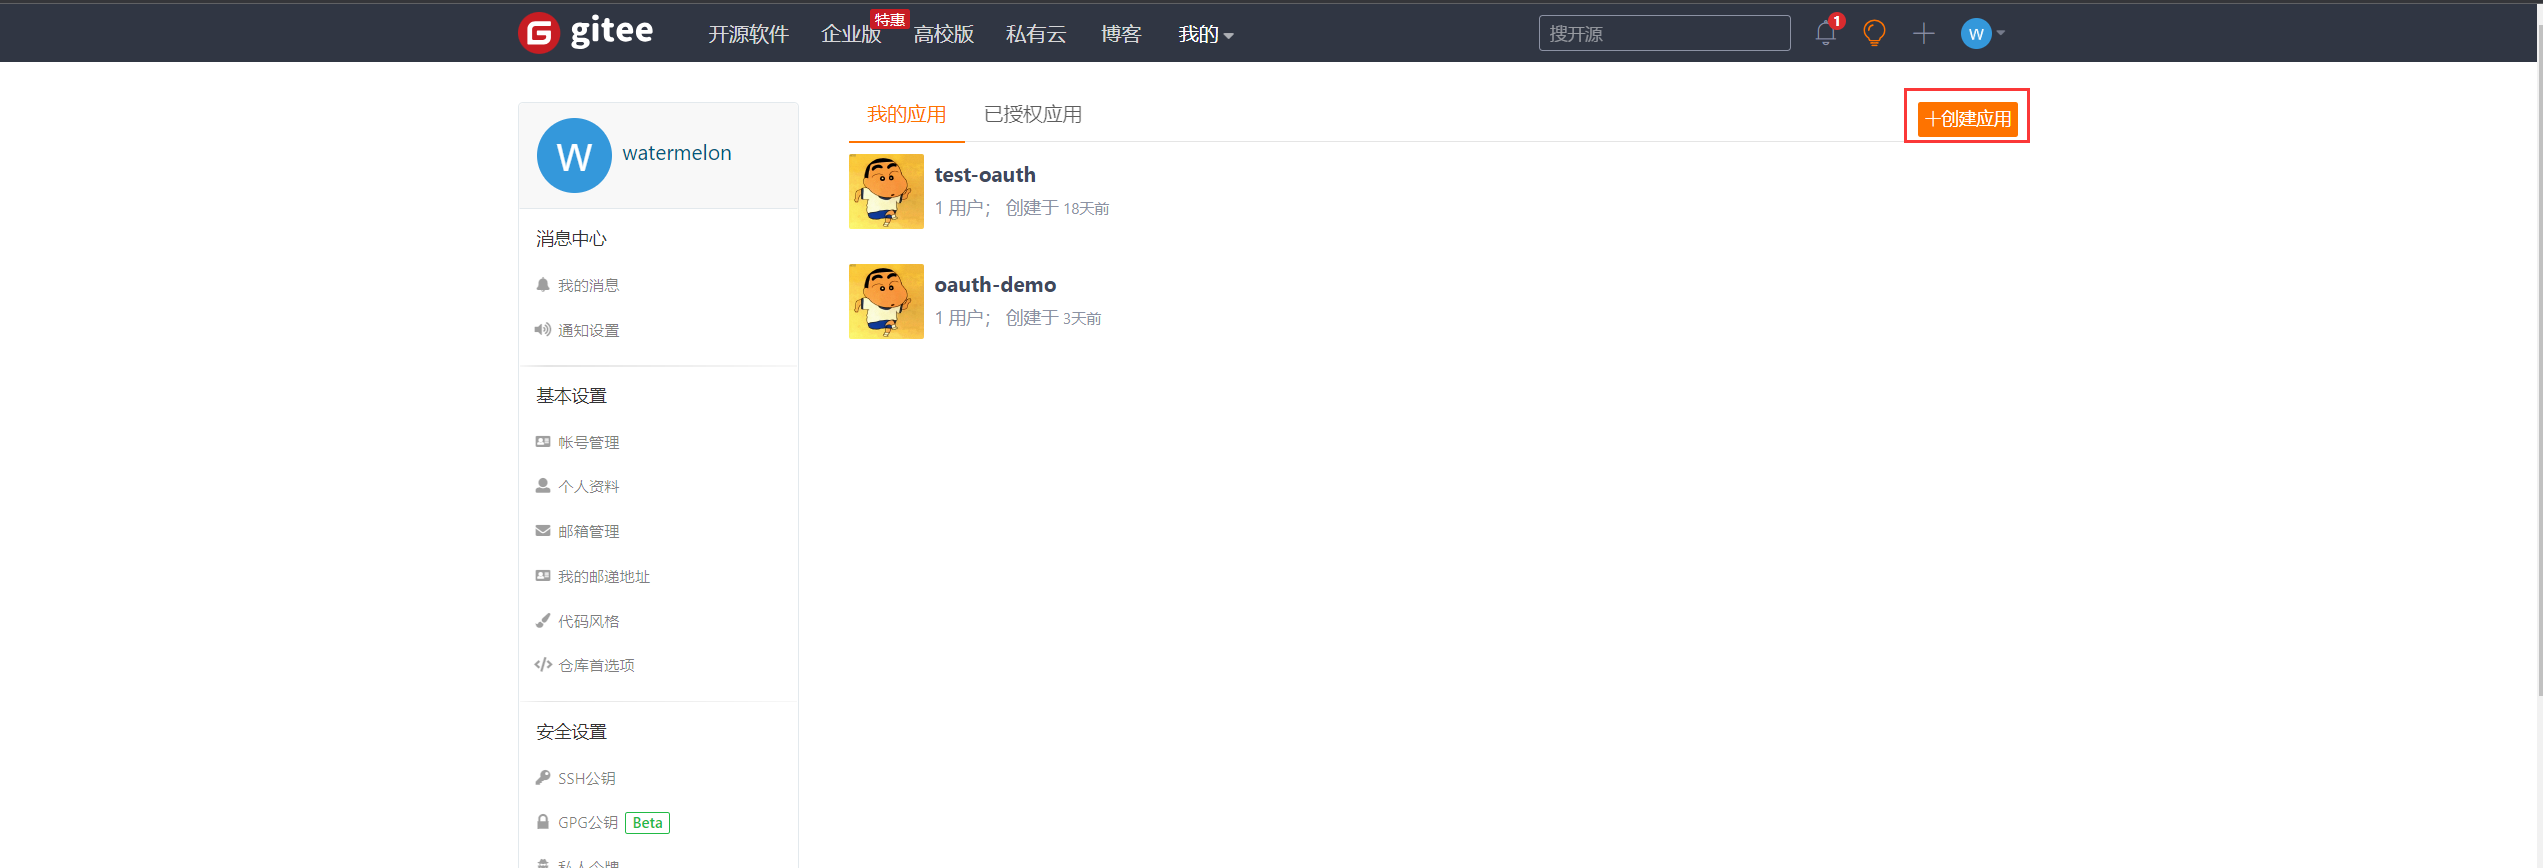 gitee
开源软件
企业版
特惠
高校版
私有云
博客
我的
搜开源
1
W
我的应用
已授权应用
创建应用
W
watermelon
消息中心
我的消息
通知设置
基本设置
帐号管理
个人资料
邮箱管理
我的邮递地址
代码风格
仓库首选项
安全设置
SSH公钥
GPG公钥 Beta
私人令牌
test-oauth
1 用户； 创建于 18天前
oauth-demo
1 用户； 创建于 3天前